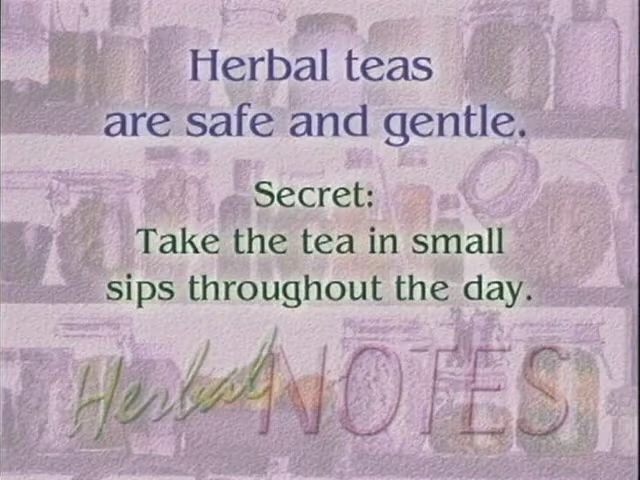 Herbal teas
are safe and gentle.
Secret:
Take the tea in small
sips throughout the day.
Herbal NOTES